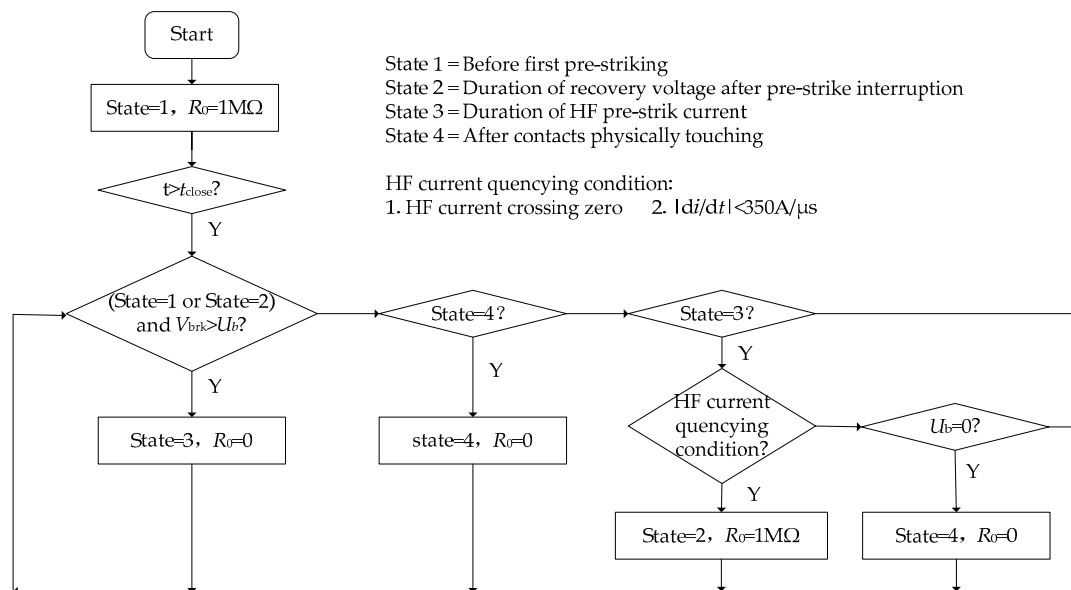 Start
State=1，R0=1MΩ
t>tclose?
Y
State 1 = Before first pre-striking
State 2 = Duration of recovery voltage after pre-strike interruption
State 3 = Duration of HF pre-strik current
State 4 = After contacts physically touching
HF current quencying condition:
1. HF current crossing zero 2. |di/dt|<350A/μs
(State=1 or State=2)
and Vbrk>Ub?
Y
State=3，R0=0
State=4?
Y
state=4，R0=0
State=3?
Y
HF current
quencying
condition?
Y
State=2，R0=1MΩ
Ub=0?
Y
State=4，R0=0